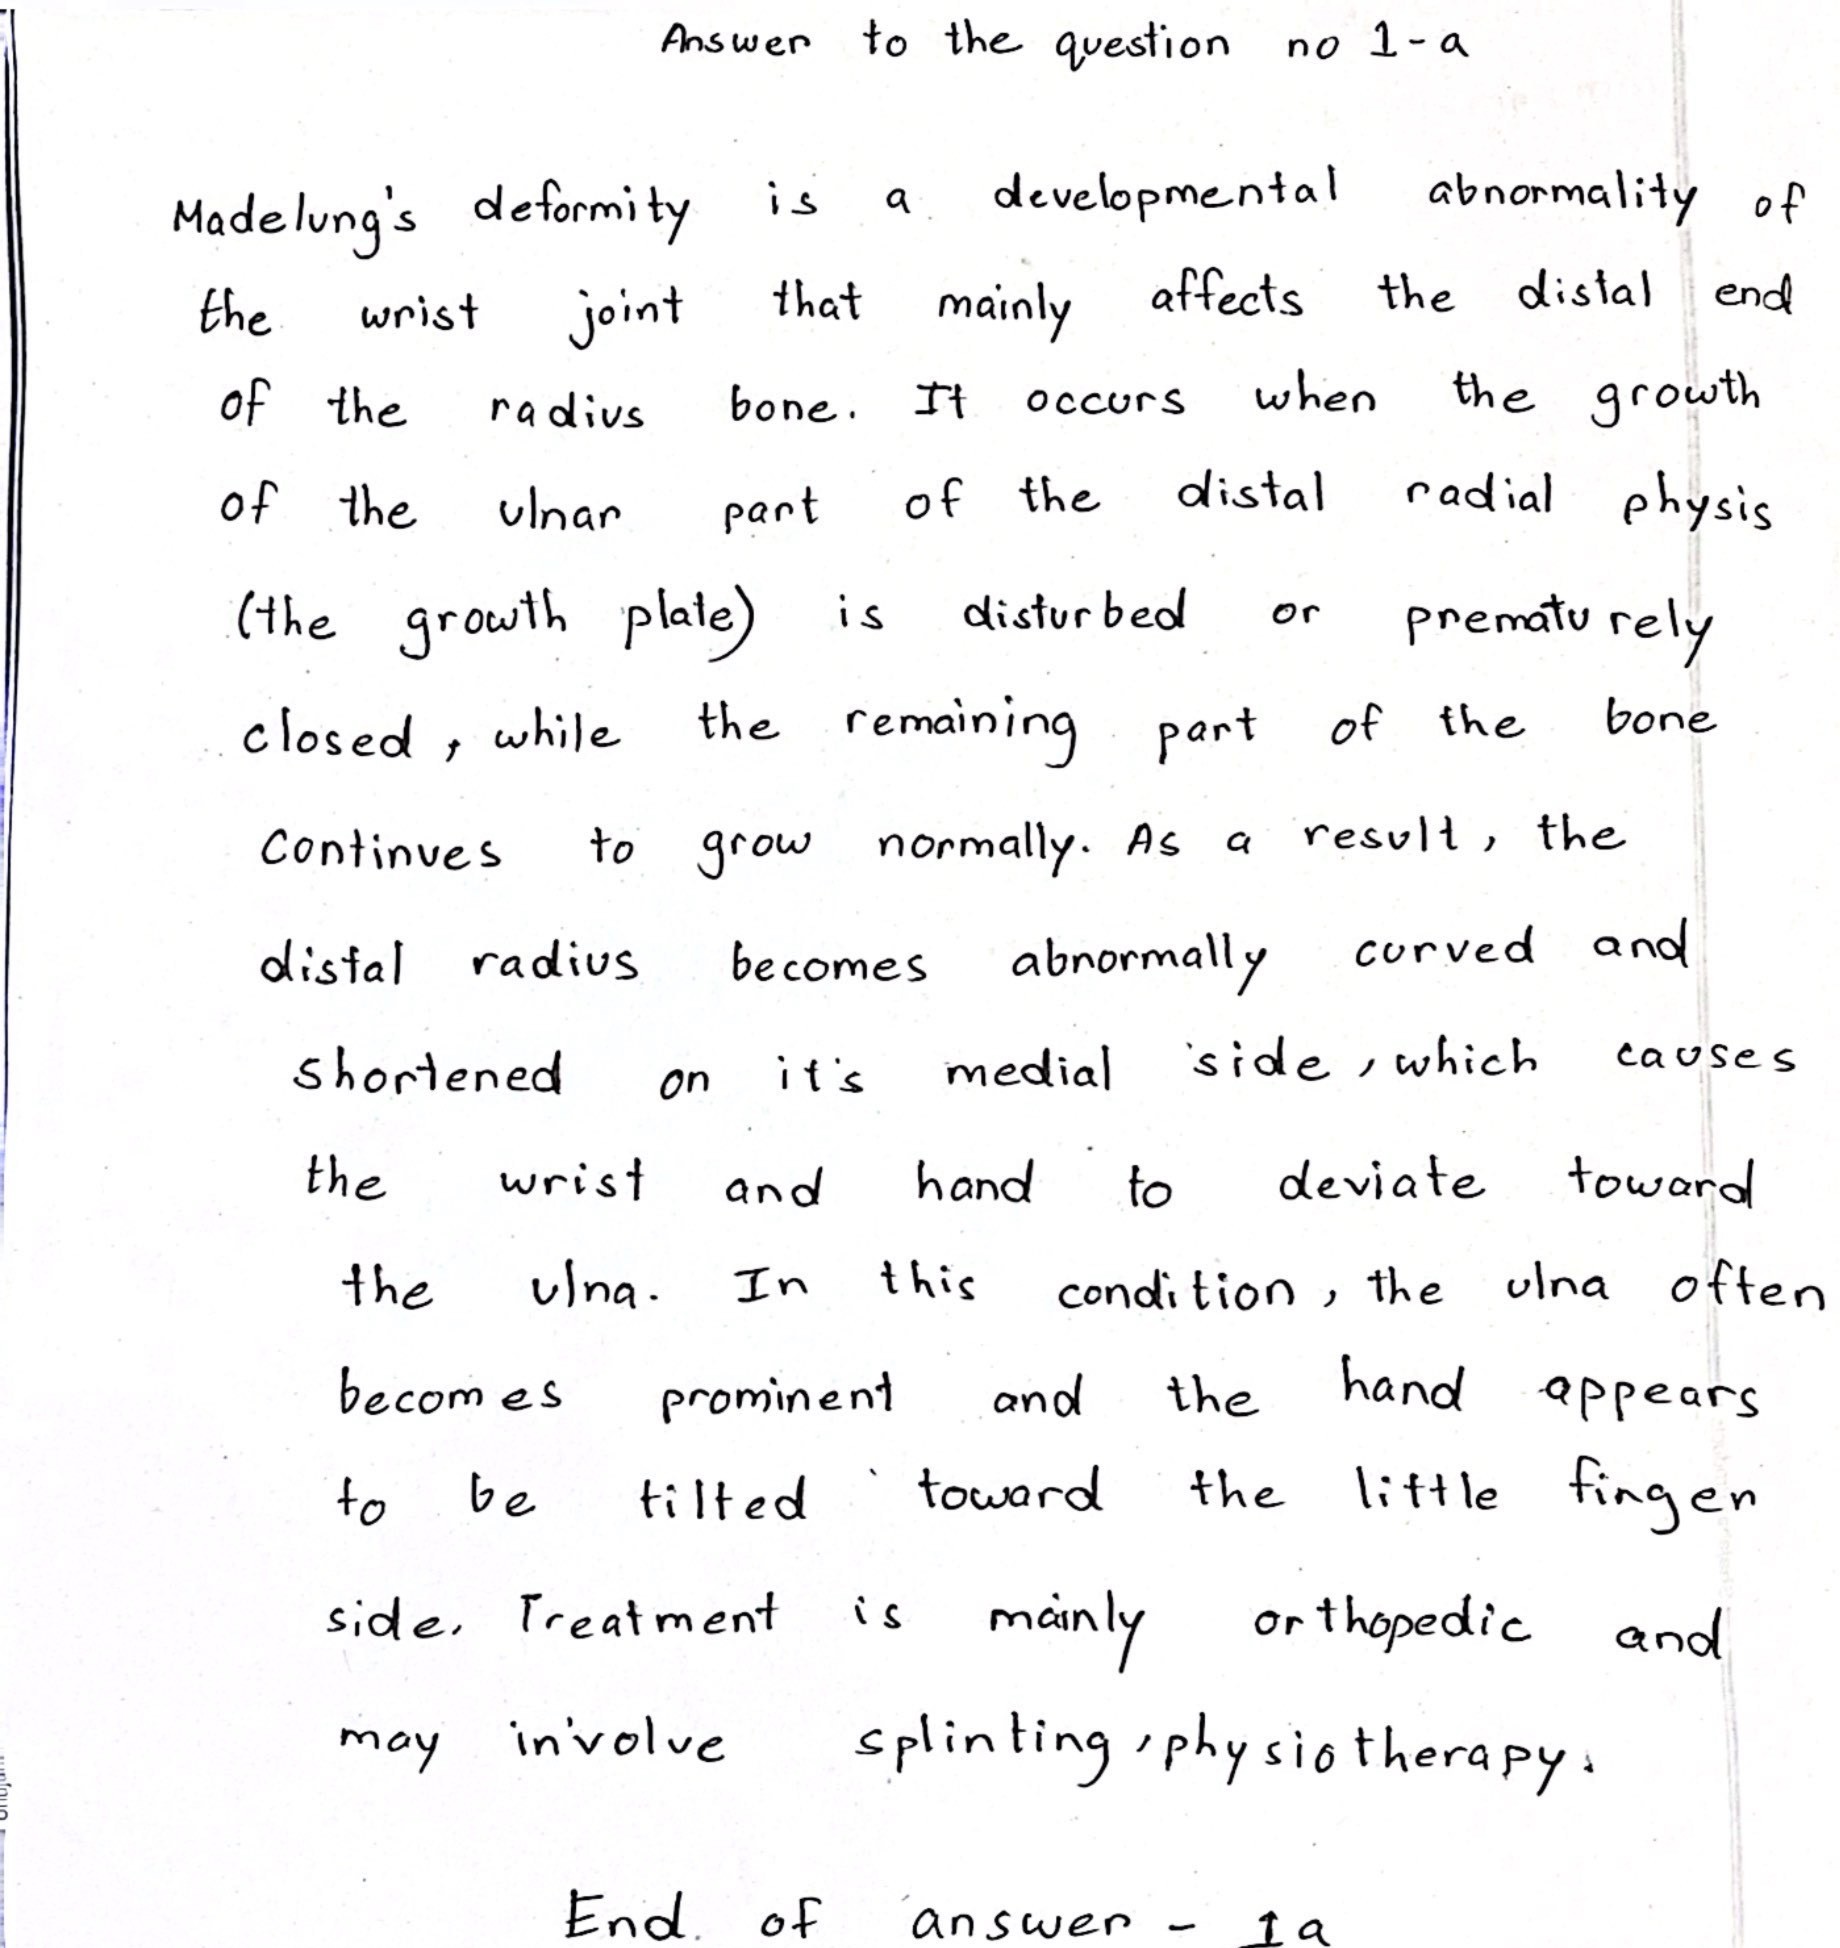 Answer to the question no 1-a
Madelung's deformity is a developmental abnormality of
the wrist joint that mainly affects the distal end
of the radius bone. It occurs when the growth
of the ulnar part of the distal radial physis
(the growth plate) is disturbed or prematurely
closed, while the remaining part of the bone
continues to grow normally. As a result, the
distal radius becomes abnormally curved and
shortened on it's medial side, which causes
the wrist and hand to deviate toward
the ulna. In this condition, the ulna often
becomes prominent and the hand appears
to be tilted toward the little finger
side. Treatment is mainly orthopedic and
may involve splinting, physiotherapy.
End of answer - 1a